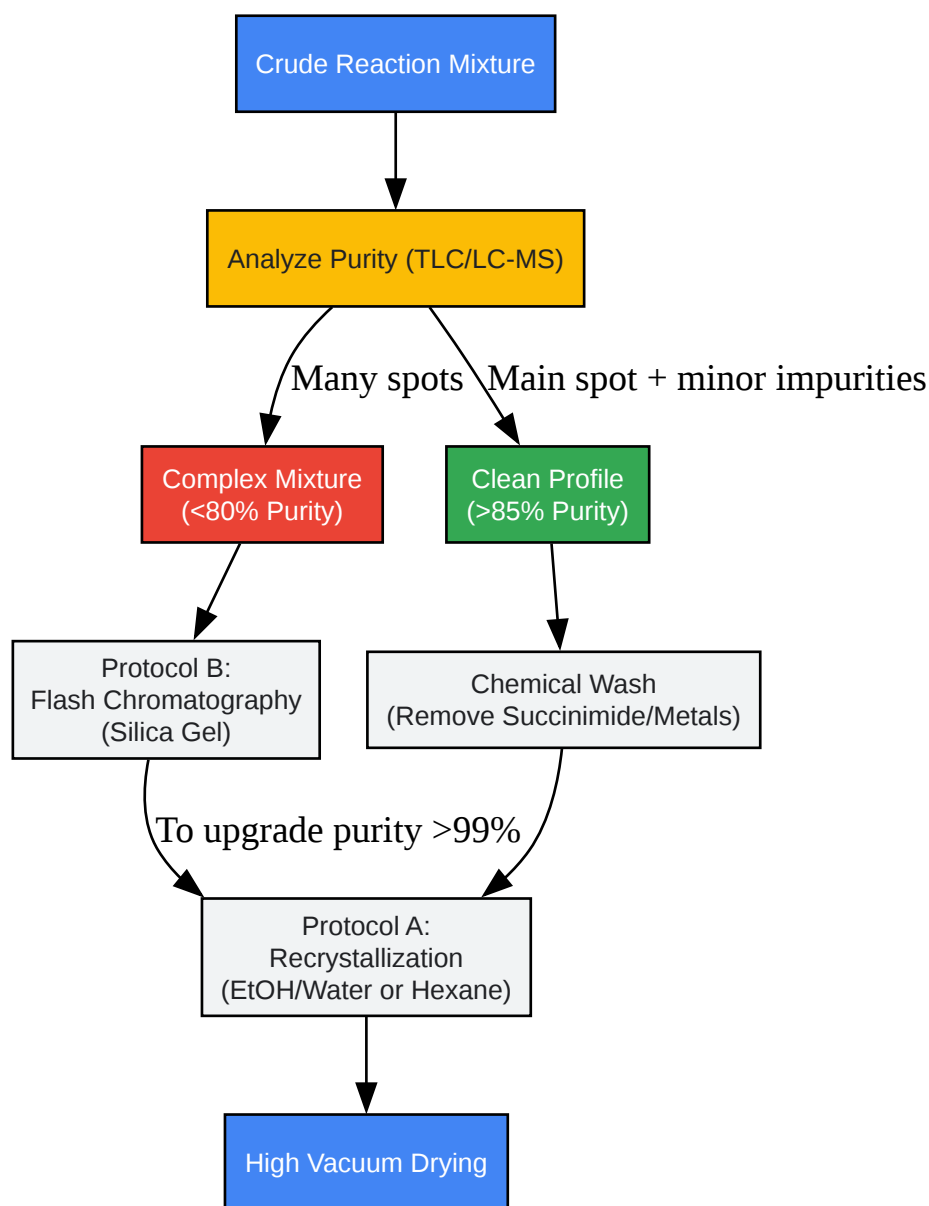 Crude Reaction Mixture
Analyze Purity (TLC/LC-MS)
Many spots
Main spot + minor impurities
Complex Mixture
(<80% Purity)
Clean Profile
(>85% Purity)
Protocol B:
Flash Chromatography
(Silica Gel)
Chemical Wash
(Remove Succinimide/Metals)
To upgrade purity >99%
Protocol A:
Recrystallization
(EtOH/Water or Hexane)
High Vacuum Drying